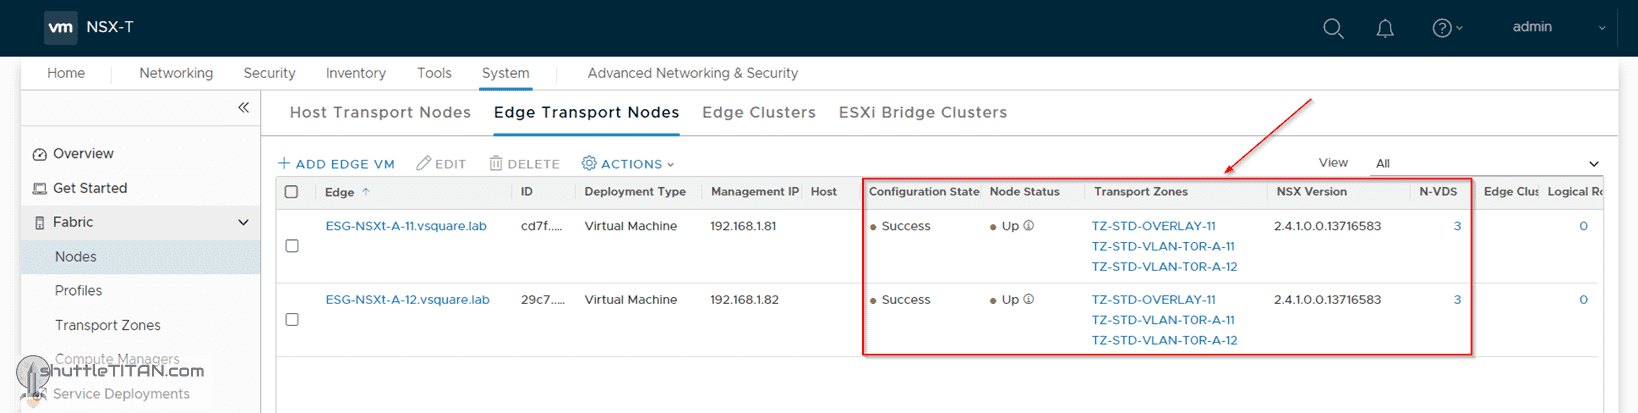 vm NSX-T admin
Home Networking Security Inventory Tools System Advanced Networking & Security
Host Transport Nodes Edge Transport Nodes Edge Clusters ESXi Bridge Clusters
Overview
Get Started
Fabric
Nodes
Profiles
Transport Zones
Compute Managers
Service Deployments
shuttleTITAN.com
+ ADD EDGE VM EDIT DELETE ACTIONS View All
Edge ID Deployment Type Management IP Host Configuration State Node Status Transport Zones NSX Version N-VDS Edge Clus Logical Ro
ESG-NSXt-A-11.vsquare.lab cd7f..... Virtual Machine 192.168.1.81 Success Up TZ-STD-OVERLAY-11 2.4.1.0.0.13716583 3 0
TZ-STD-VLAN-TOR-A-11
TZ-STD-VLAN-TOR-A-12
ESG-NSXt-A-12.vsquare.lab 29c7..... Virtual Machine 192.168.1.82 Success Up TZ-STD-OVERLAY-11 2.4.1.0.0.13716583 3 0
TZ-STD-VLAN-TOR-A-11
TZ-STD-VLAN-TOR-A-12